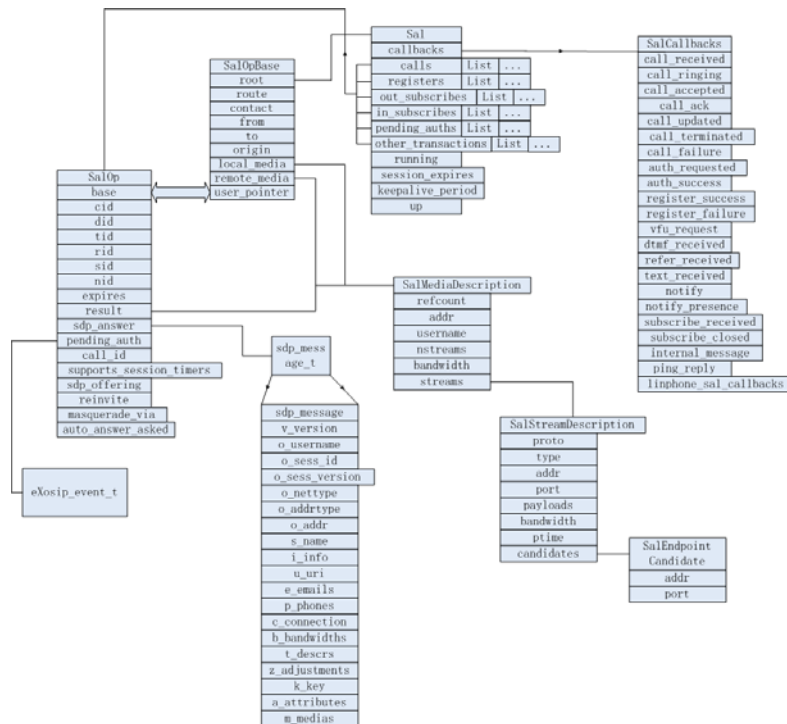 Sal
callbacks
calls List ...
registers List ...
out_subscribes List ...
in_subscribes List ...
pending_auths List ...
other_transactions List ...
running
session_expires
keepalive_period
up
SalCallbacks
call_received
call_ringing
call_accepted
call_ack
call_updated
call_terminated
call_failure
auth_requested
auth_success
register_success
register_failure
vfu_request
dtmf_received
refer_received
text_received
notify
notify_presence
subscribe_received
subscribe_closed
internal_message
ping_reply
linphone_sal_callbacks
SalOpBase
root
route
contact
from
to
origin
local_media
remote_media
user_pointer
SalOp
base
cid
did
tid
rid
sid
nid
expires
result
sdp_answer
pending_auth
call_id
supports_session_timers
sdp_offering
reinvite
masquerade_via
auto_answer_asked
eXosip_event_t
sdp_mess
age_t
sdp_message
v_version
o_username
o_sess_id
o_sess_version
o_nettype
o_addrtype
o_addr
s_name
i_info
u_uri
e_emails
p_phones
c_connection
b_bandwidths
t_descrs
z_adjustments
k_key
a_attributes
m_medias
SalMediaDescription
refcount
addr
username
nstreams
bandwidth
streams
SalStreamDescription
proto
type
addr
port
payloads
bandwidth
ptime
candidates
SalEndpoint
Candidate
addr
port